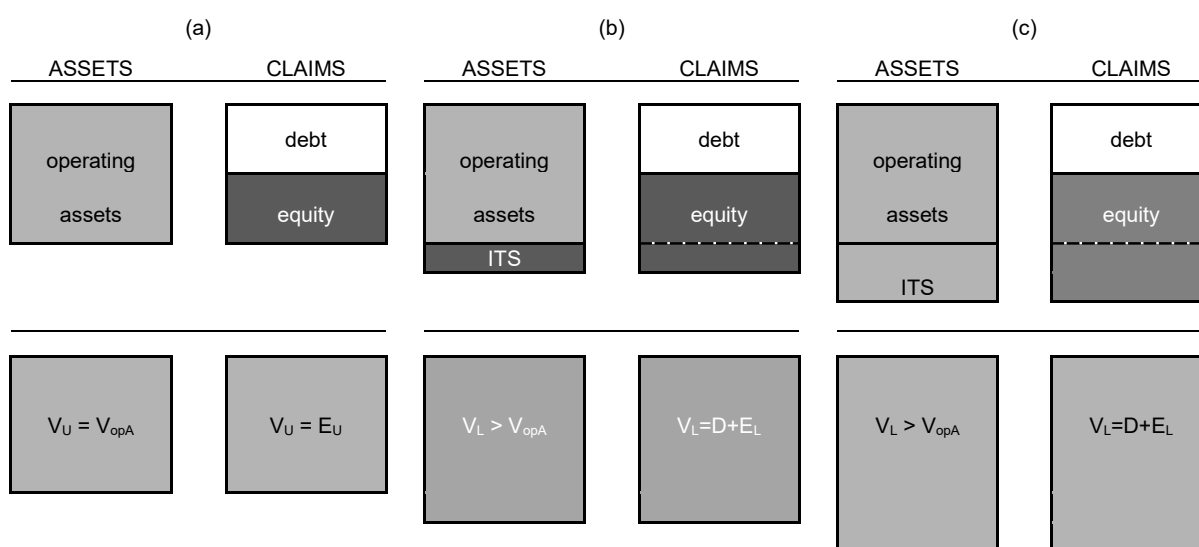 (a) (b) (c)
ASSETS CLAIMS ASSETS CLAIMS ASSETS CLAIMS
debt debt debt
operating operating operating
assets equity assets equity assets equity
ITS
ITS
V_U = V_opA V_U = E_U V_L > V_opA V_L=D+E_L V_L > V_opA V_L=D+E_L